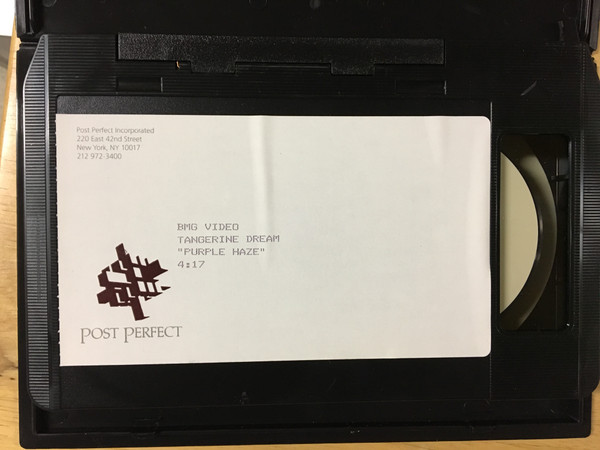 Post Perfect Incorporated
220 East 42nd Street
New York, NY 10017
212 972-3400
BMG VIDEO
TANGERINE DREAM
"PURPLE HAZE"
4:17
POST PERFECT